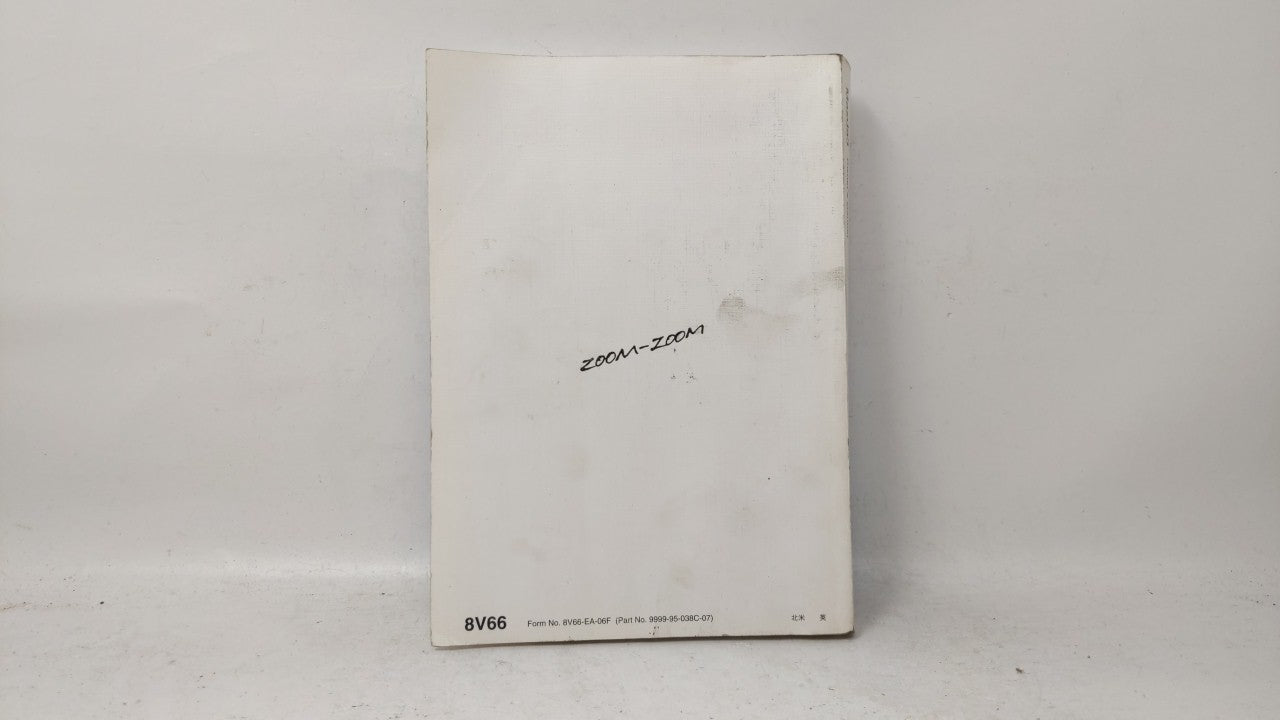 ZOOM-ZOOM
8V66 Form No. 8V66-EA-06F (Part No. 9999-95-038C-07) 北米 英